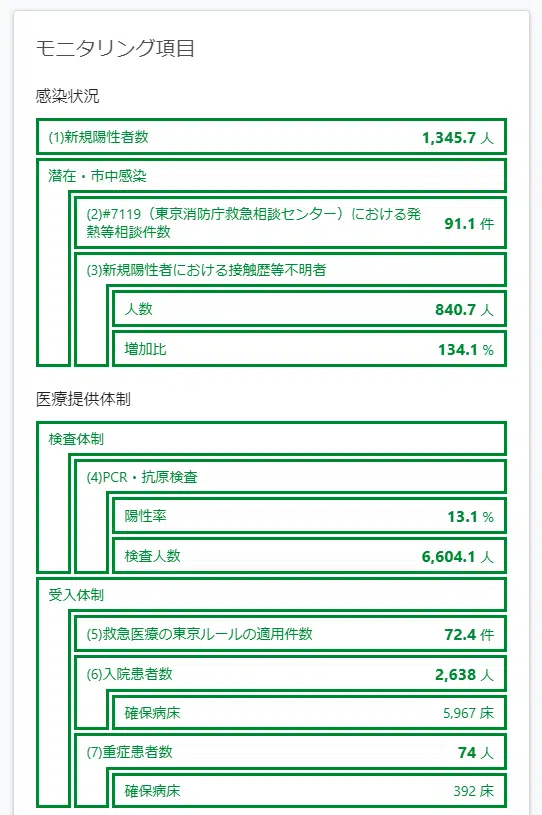 モニタリング項目
感染状況
(1)新規陽性者数 1,345.7 人
潜在・市中感染
(2)#7119（東京消防庁救急相談センター）における発
熱等相談件数 91.1 件
(3)新規陽性者における接触歴等不明者
人数 840.7 人
増加比 134.1 %
医療提供体制
検査体制
(4)PCR・抗原検査
陽性率 13.1 %
検査人数 6,604.1 人
受入体制
(5)救急医療の東京ルールの適用件数 72.4 件
(6)入院患者数 2,638 人
確保病床 5,967 床
(7)重症患者数 74 人
確保病床 392 床